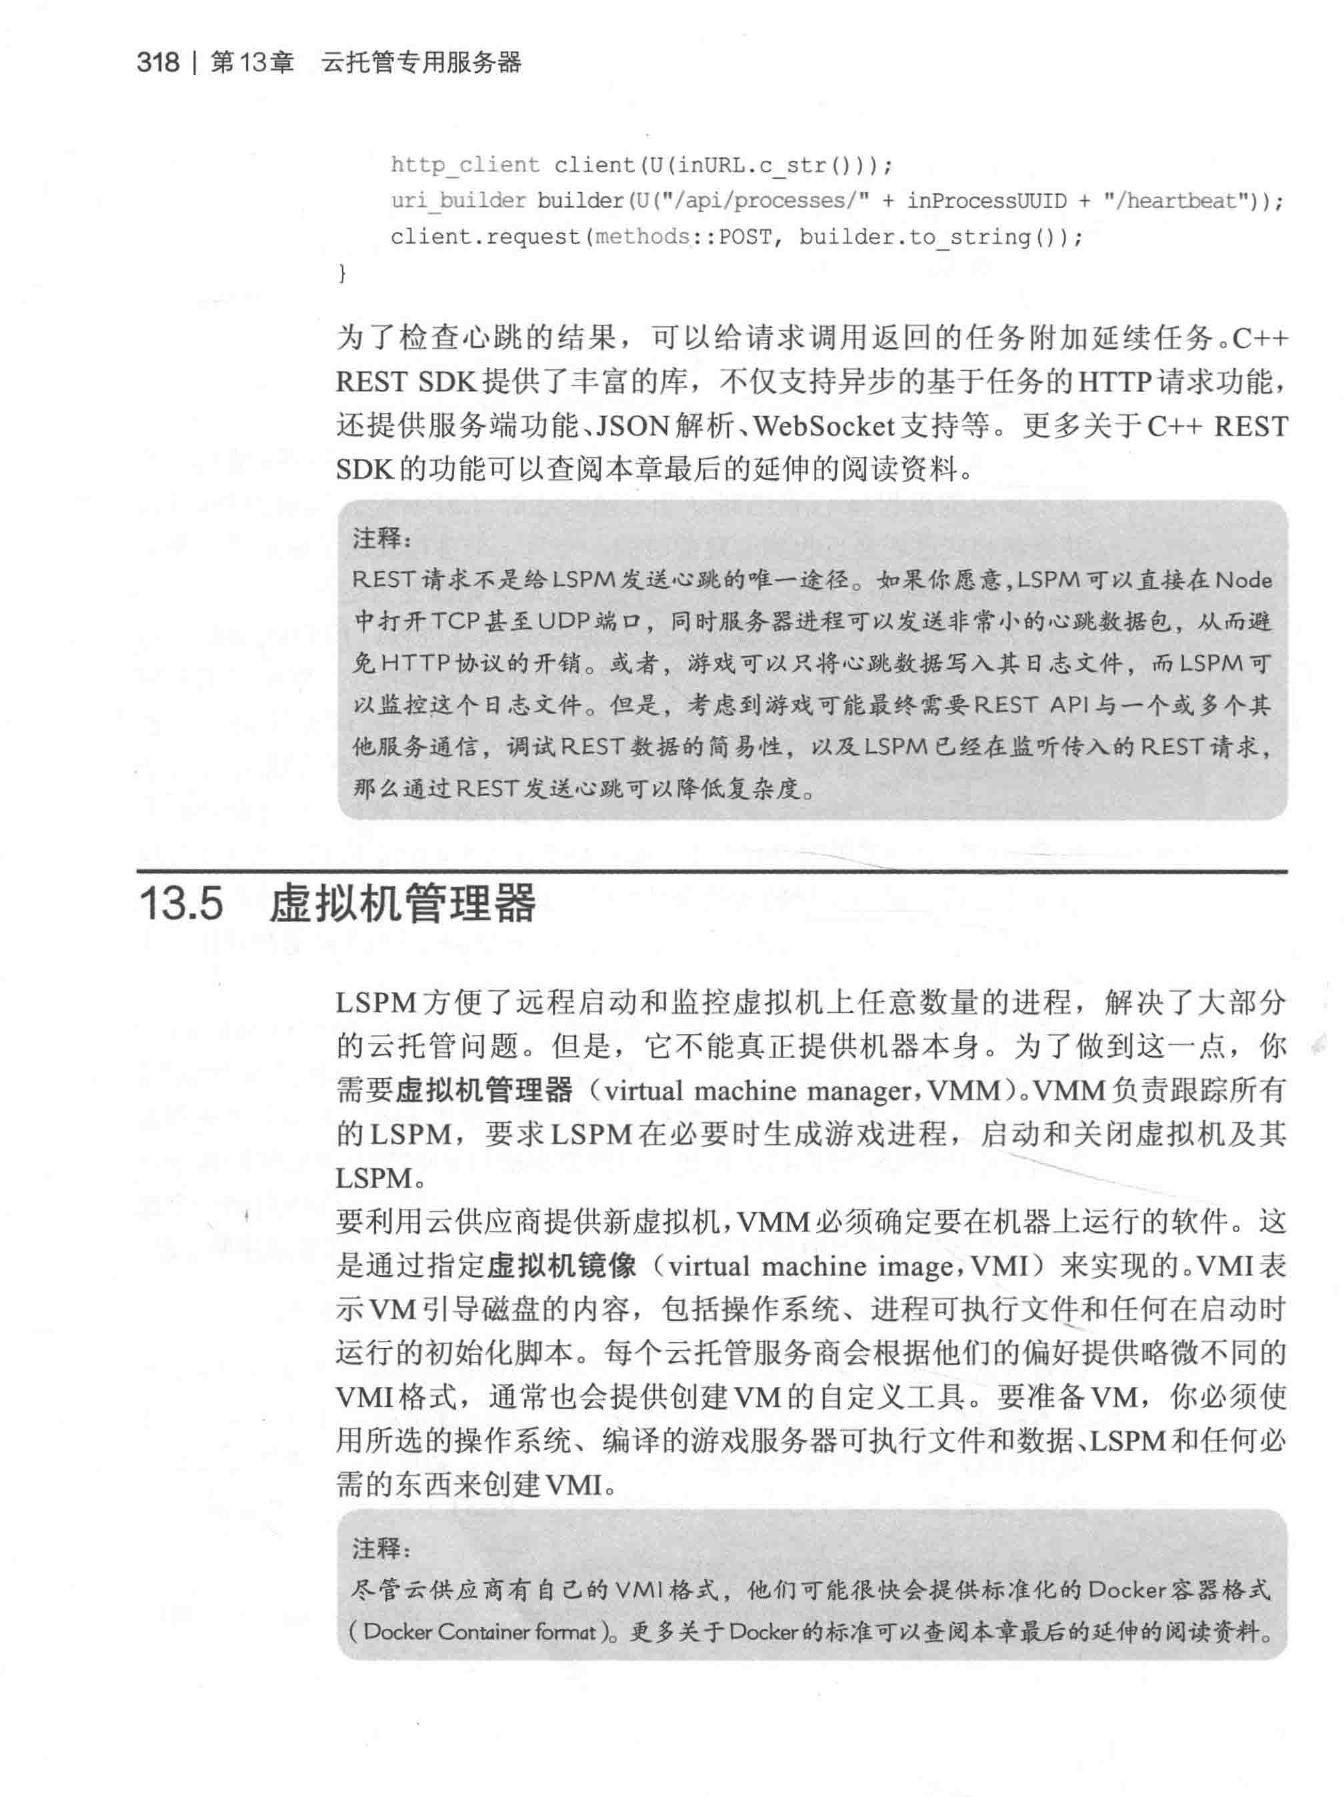 318 | 第13章 云托管专用服务器
http_client client(U(inURL.c_str()));
uri_builder builder(U("/api/processes/" + inProcessUUID + "/heartbeat"));
client.request(methods::POST, builder.to_string());
}
为了检查心跳的结果，可以给请求调用返回的任务附加延续任务。C++
REST SDK提供了丰富的库，不仅支持异步的基于任务的HTTP请求功能，
还提供服务端功能、JSON解析、WebSocket支持等。更多关于C++ REST
SDK的功能可以查阅本章最后的延伸的阅读资料。
注释：
REST请求不是给LSPM发送心跳的唯一途径。如果你愿意，LSPM可以直接在Node
中打开TCP甚至UDP端口，同时服务器进程可以发送非常小的心跳数据包，从而避
免HTTP协议的开销。或者，游戏可以只将心跳数据写入其日志文件，而LSPM可
以监控这个日志文件。但是，考虑到游戏可能最终需要REST API与一个或多个其
他服务通信，调试REST数据的简易性，以及LSPM已经在监听传入的REST请求，
那么通过REST发送心跳可以降低复杂度。
13.5 虚拟机管理器
LSPM方便了远程启动和监控虚拟机上任意数量的进程，解决了大部分
的云托管问题。但是，它不能真正提供机器本身。为了做到这一点，你
需要虚拟机管理器（virtual machine manager，VMM）。VMM负责跟踪所有
的LSPM，要求LSPM在必要时生成游戏进程，启动和关闭虚拟机及其
LSPM。
要利用云供应商提供新虚拟机，VMM必须确定要在机器上运行的软件。这
是通过指定虚拟机镜像（virtual machine image，VMI）来实现的。VMI表
示VM引导磁盘的内容，包括操作系统、进程可执行文件和任何在启动时
运行的初始化脚本。每个云托管服务商会根据他们的偏好提供略微不同的
VMI格式，通常也会提供创建VM的自定义工具。要准备VM，你必须使
用所选的操作系统、编译的游戏服务器可执行文件和数据、LSPM和任何必
需的东西来创建VMI。
注释：
尽管云供应商有自己的VMI格式，他们可能很快会提供标准化的Docker容器格式
（Docker Container format）。更多关于Docker的标准可以查阅本章最后的延伸的阅读资料。